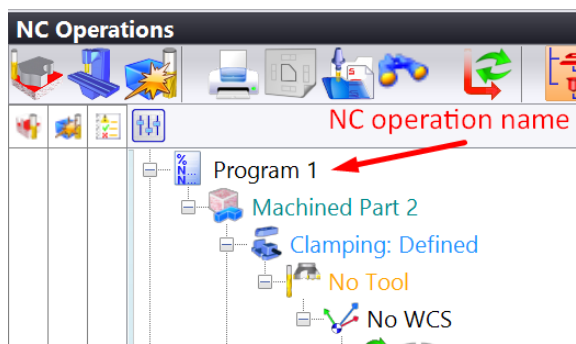 NC Operations
NC operation name
Program 1
Machined Part 2
Clamping: Defined
No Tool
No WCS